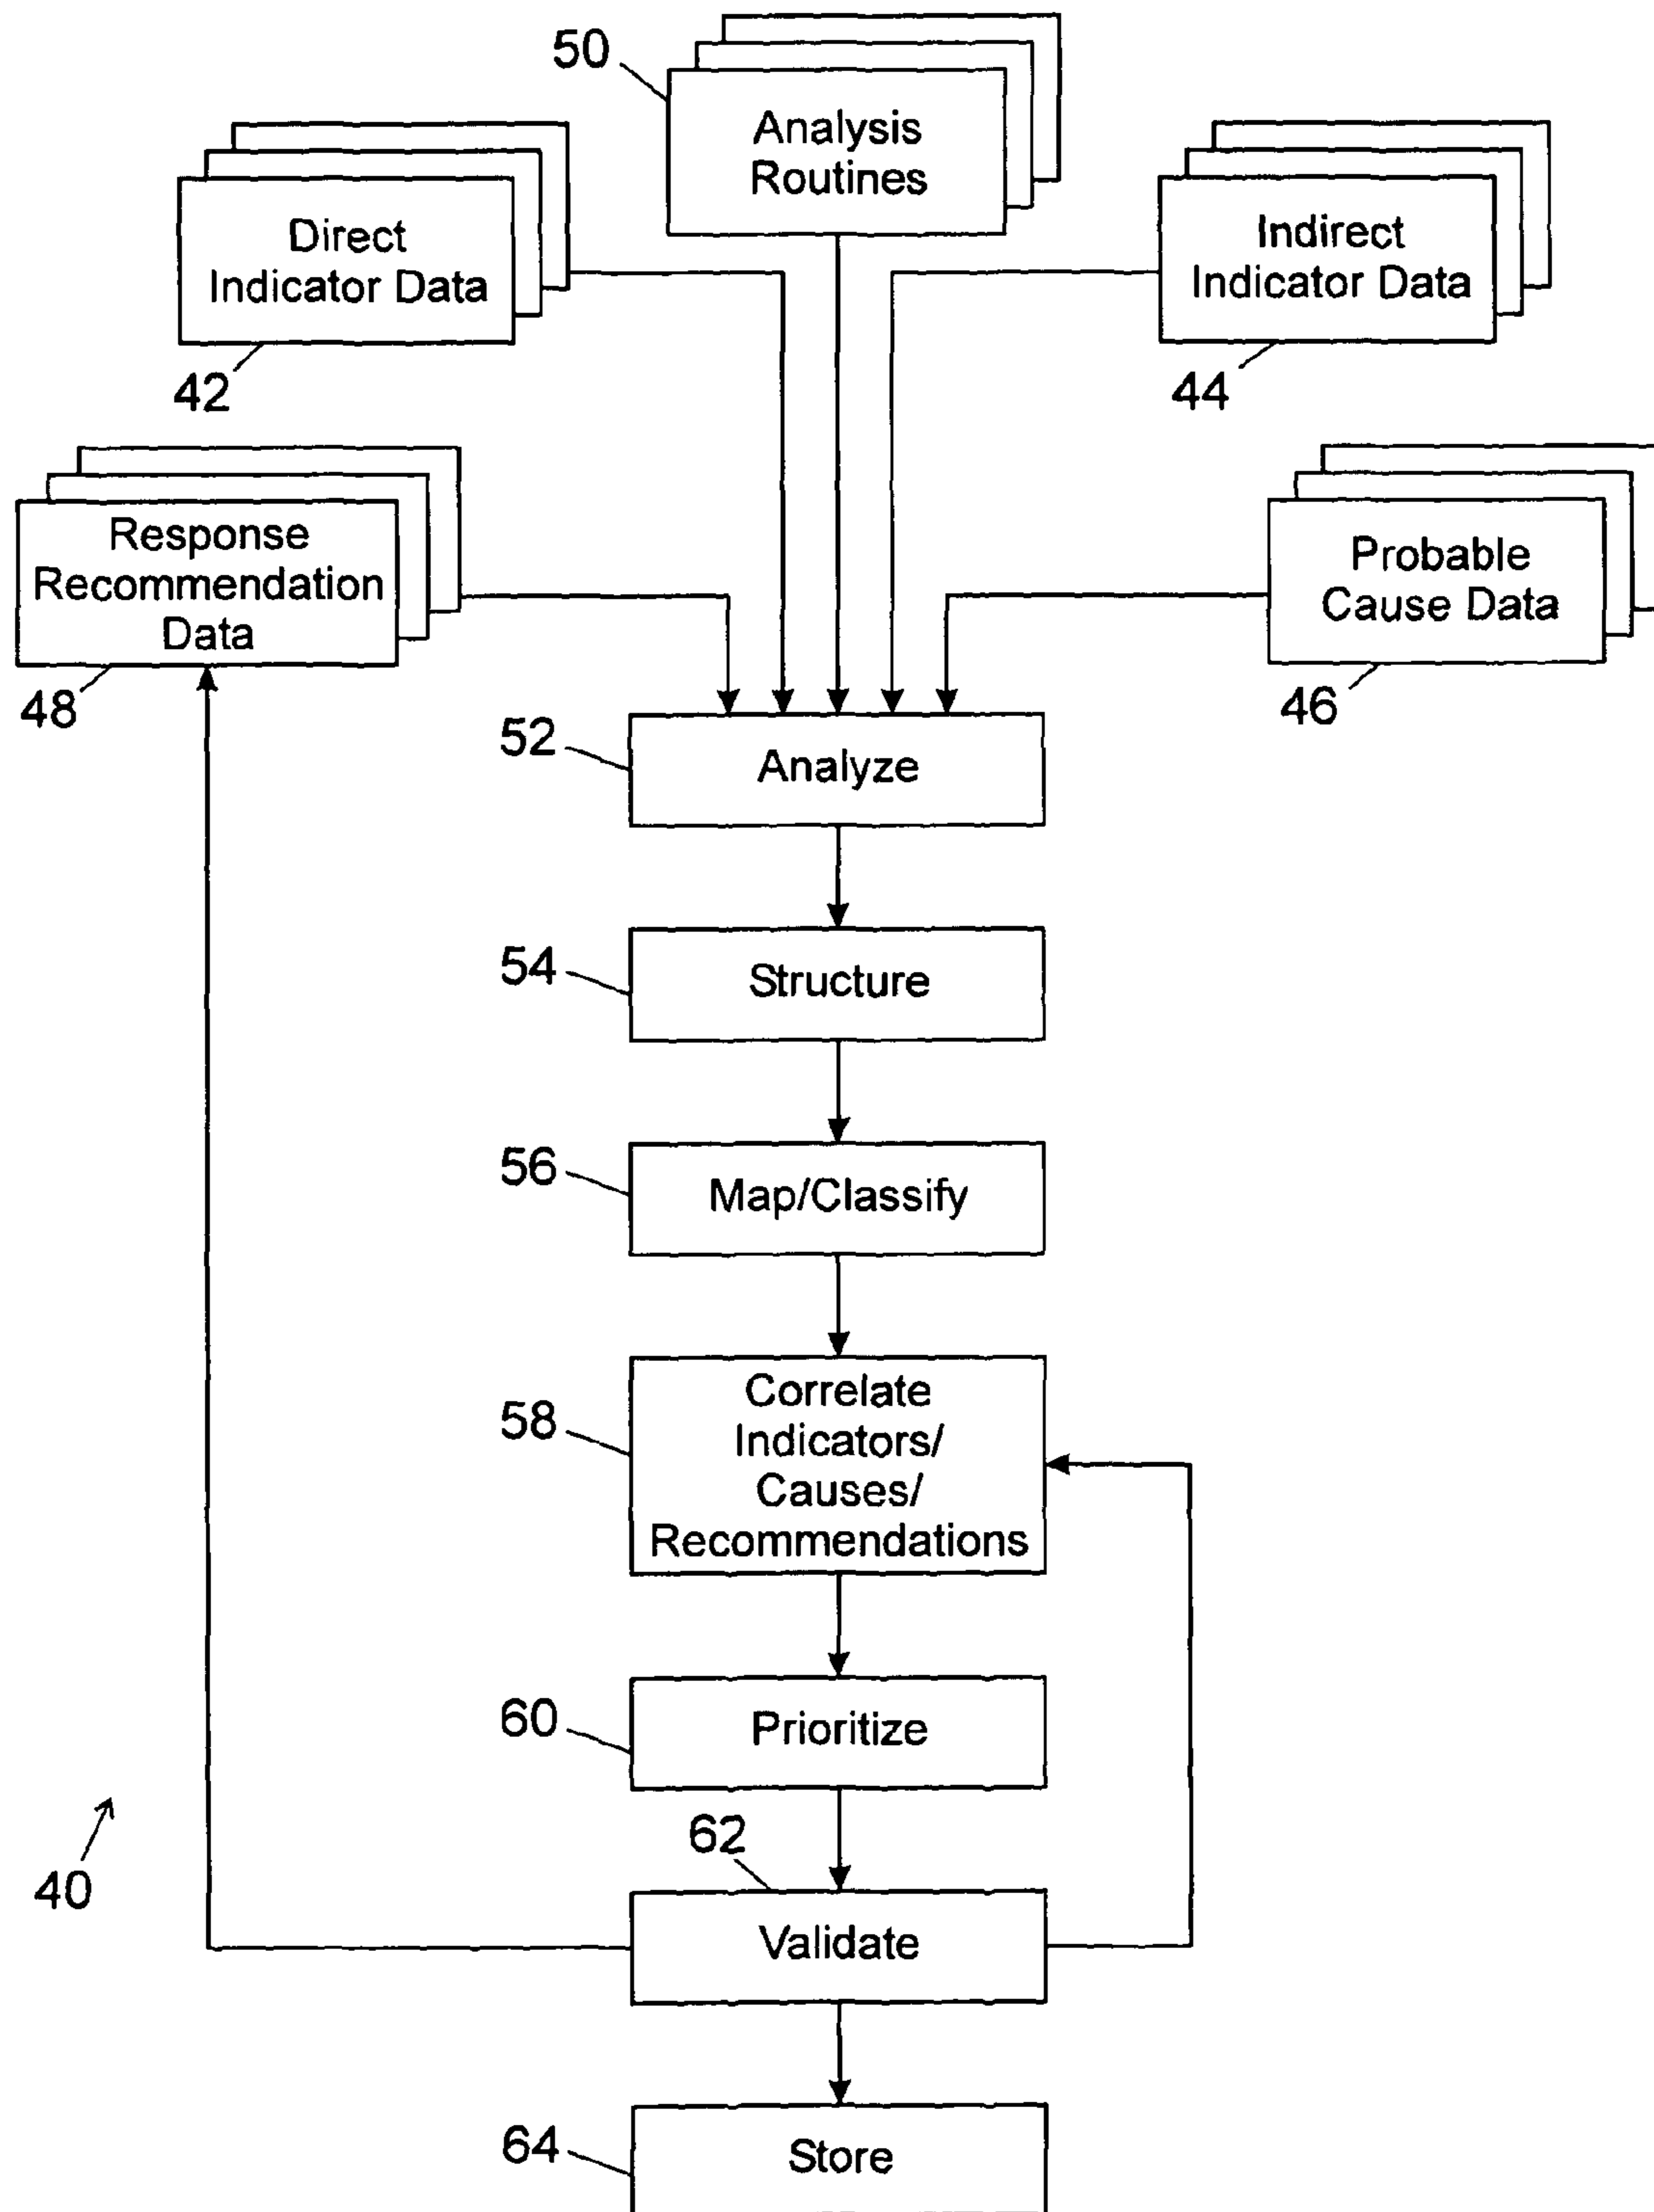 50
Analysis
Routines
Direct
Indicator Data
42
Indirect
Indicator Data
44
Response
Recommendation
Data
48
Probable
Cause Data
46
52
Analyze
54
Structure
56
Map/Classify
58
Correlate
Indicators/
Causes/
Recommendations
60
Prioritize
40
62
Validate
64
Store